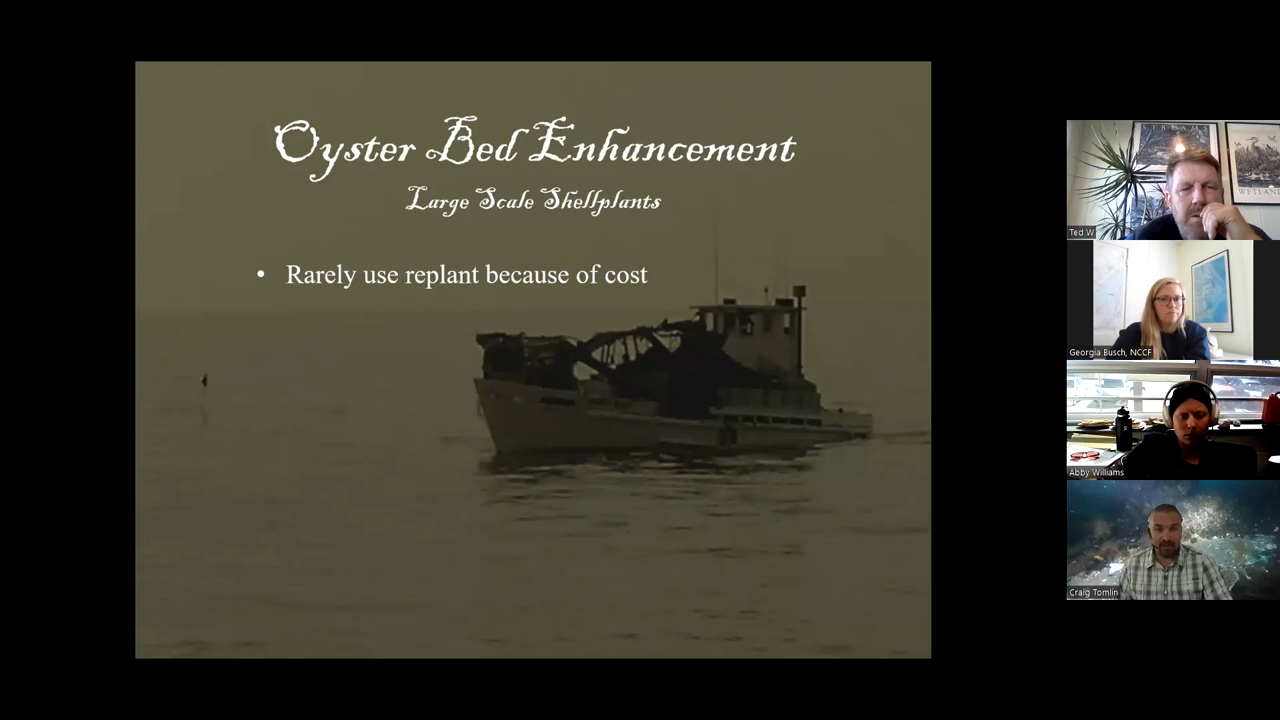 Oyster Bed Enhancement
Large Scale Shellplants
• Rarely use replant because of cost
WETLAND
Ted W
Georgia Busch, NCCF
Abby Williams
Craig Tomlin